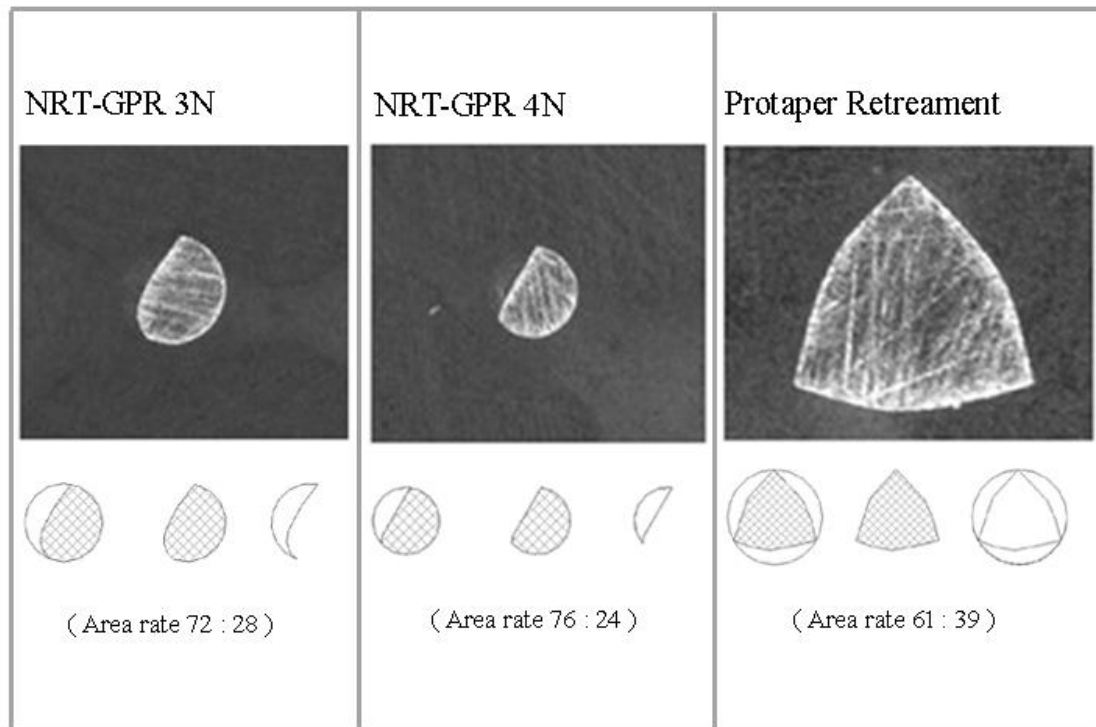 NRT-GPR 3N
NRT-GPR 4N
Protaper Retreament
( Area rate 72 : 28 )
( Area rate 76 : 24 )
( Area rate 61 : 39 )